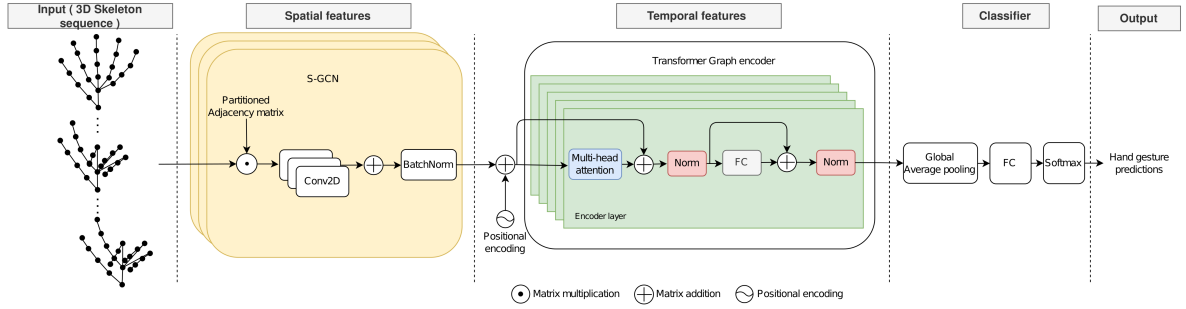 Input ( 3D Skeleton
sequence )
Spatial features
Temporal features
Classifier
Output
S-GCN
Partitioned
Adjacency matrix
Conv2D
BatchNorm
Positional
encoding
Transformer Graph encoder
Multi-head
attention
Norm
FC
Norm
Encoder layer
Global
Average pooling
FC
Softmax
Hand gesture
predictions
Matrix multiplication
Matrix addition
Positional encoding